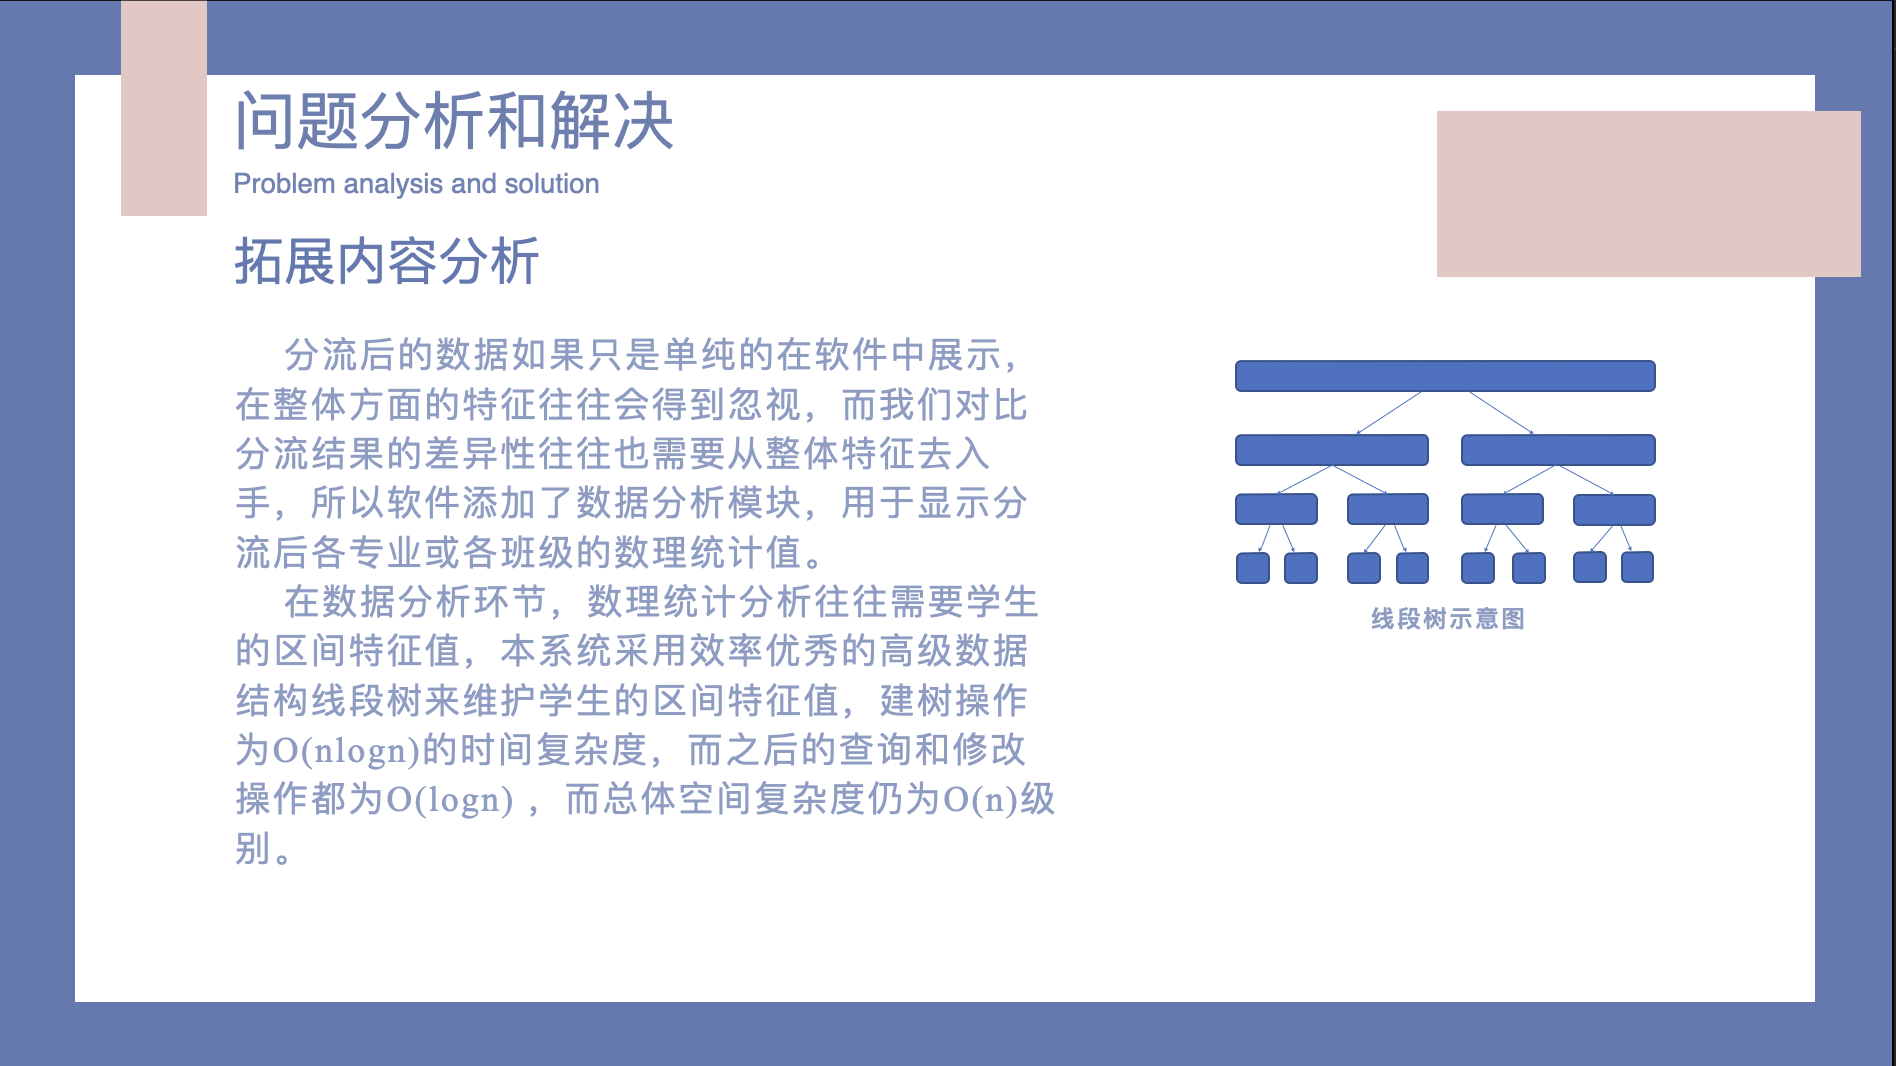 问题分析和解决
Problem analysis and solution
拓展内容分析
分流后的数据如果只是单纯的在软件中展示，
在整体方面的特征往往会得到忽视，而我们对比
分流结果的差异性往往也需要从整体特征去入
手，所以软件添加了数据分析模块，用于显示分
流后各专业或各班级的数理统计值。
在数据分析环节，数理统计分析往往需要学生
的区间特征值，本系统采用效率优秀的高级数据
结构线段树来维护学生的区间特征值，建树操作
为O(nlogn)的时间复杂度，而之后的查询和修改
操作都为O(logn) ，而总体空间复杂度仍为O(n)级
别。
线段树示意图